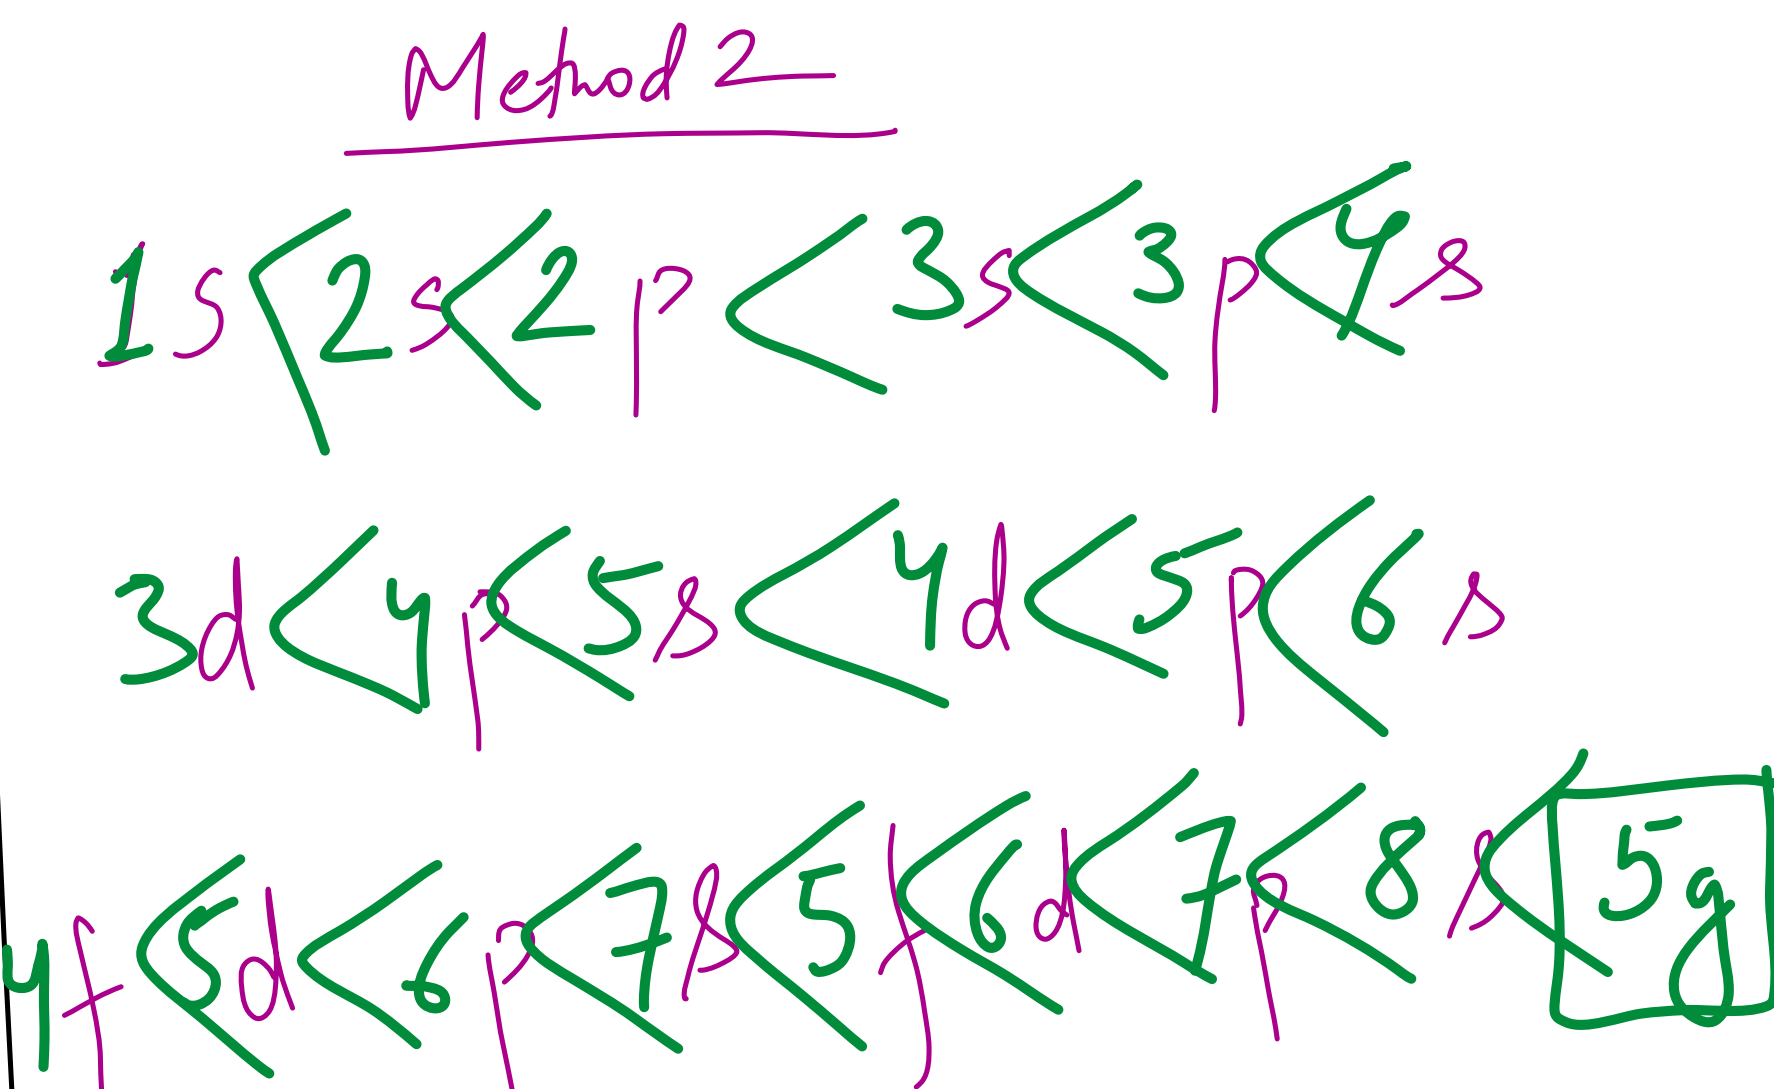 Method 2
1s < 2s < 2p < 3s < 3p < 4s
3d < 4p < 5s < 4d < 5p < 6s
4f < 5d < 6p < 7s < 5f < 6d < 7p < 8s < 5g